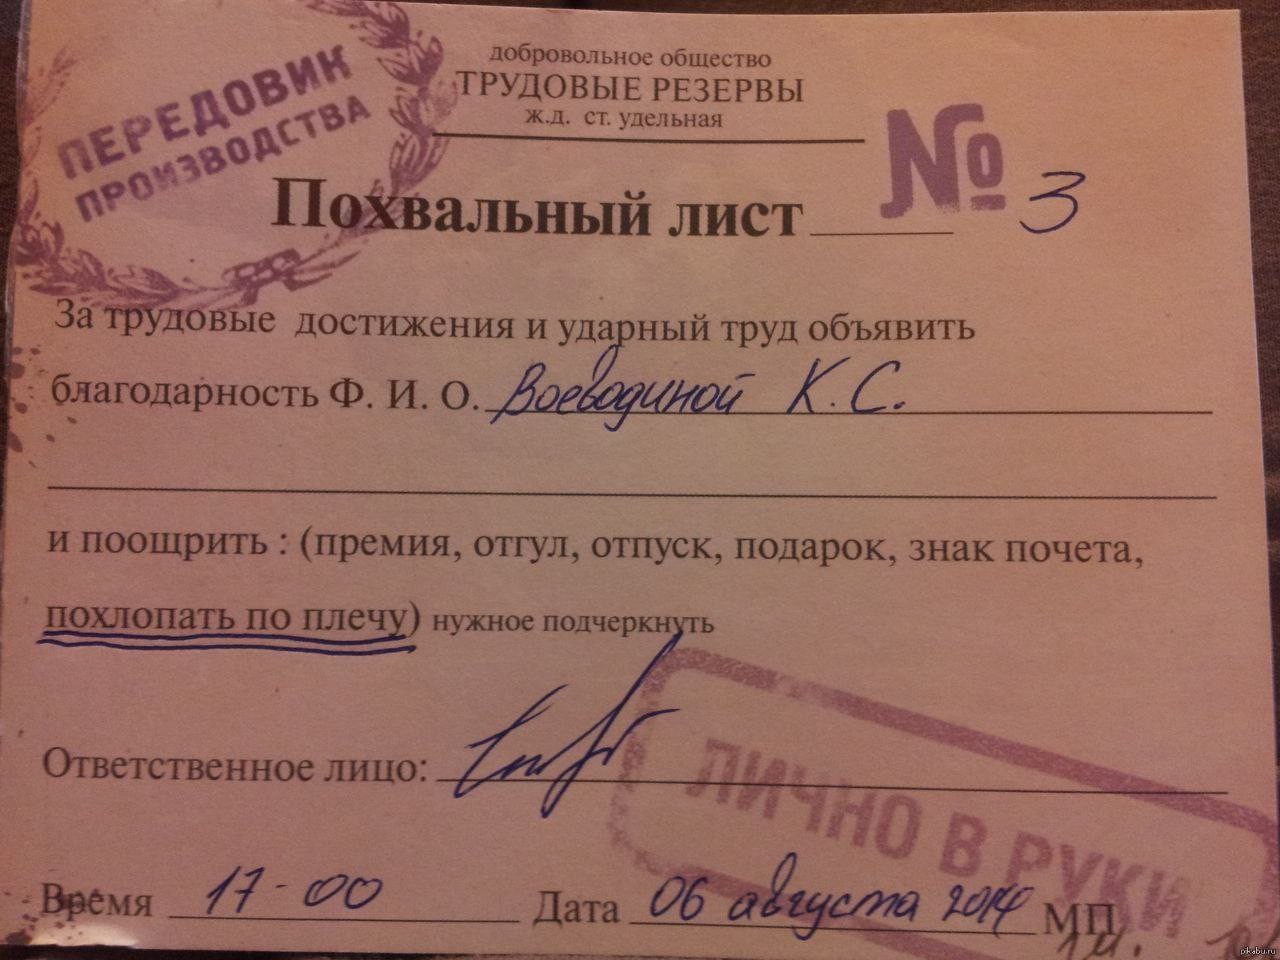 ПЕРЕДОВИК
ПРОИЗВОДСТВА
добровольное общество
ТРУДОВЫЕ РЕЗЕРВЫ
ж.д. ст. удельная
Похвальный лист № 3
За трудовые достижения и ударный труд объявить
благодарность Ф. И. О. Воеводиной К. С.
и поощрить : (премия, отгул, отпуск, подарок, знак почета,
похлопать по плечу) нужное подчеркнуть
Ответственное лицо:
ЛИЧНО В РУКИ
Время 17-00 Дата 06 августа 2014 МП
pikabu.ru